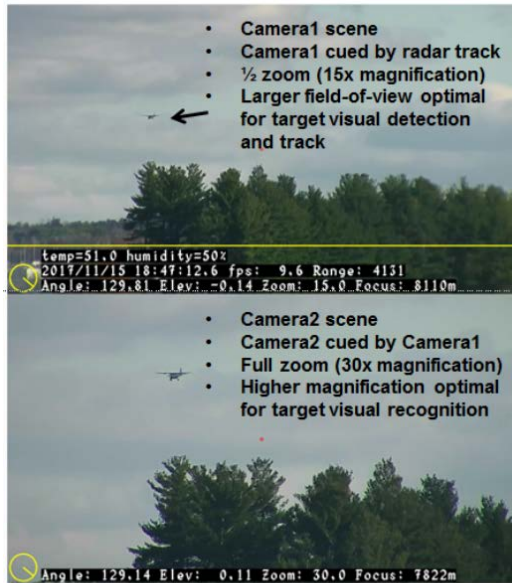 • Camera1 scene
• Camera1 cued by radar track
• ½ zoom (15x magnification)
• Larger field-of-view optimal
for target visual detection
and track
temp=51.0 humidity=50%
2017/11/15 18:47:12.6 fps: 9.6 Range: 4131
Angle: 129.81 Elev: -0.14 Zoom: 15.0 Focus: 8110m
• Camera2 scene
• Camera2 cued by Camera1
• Full zoom (30x magnification)
• Higher magnification optimal
for target visual recognition
Angle: 129.14 Elev: 0.11 Zoom: 30.0 Focus: 7822m